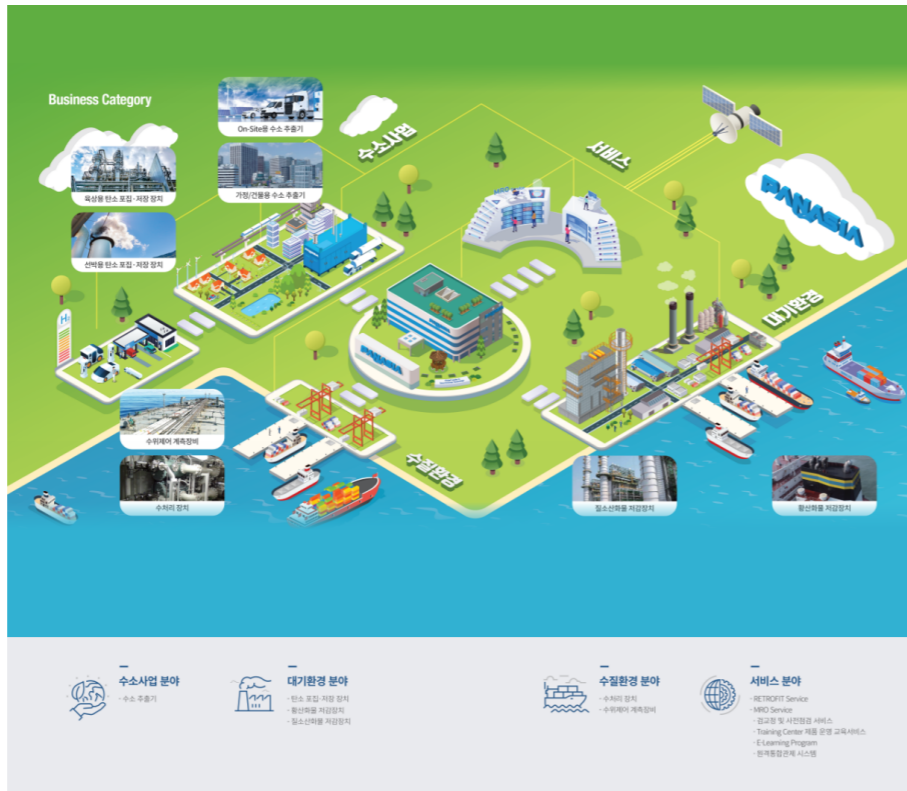 Business Category
On-Site용 수소 추출기
수소사업
서비스
육상용 탄소 포집·저장 장치
가정/건물용 수소 추출기
PANASIA
선박용 탄소 포집·저장 장치
대기환경
H₂
PANASIA
PANASIA
수위제어 계측장비
수질환경
수처리 장치
질소산화물 저감장치
황산화물 저감장치
수소사업 분야
· 수소 추출기
대기환경 분야
· 탄소 포집·저장 장치
· 황산화물 저감장치
· 질소산화물 저감장치
수질환경 분야
· 수처리 장치
· 수위제어 계측장비
서비스 분야
· RETROFIT Service
· MRO Service
· 검교정 및 사전점검 서비스
· Training Center 제품 운영 교육서비스
· E-Learning Program
· 원격통합관제 시스템